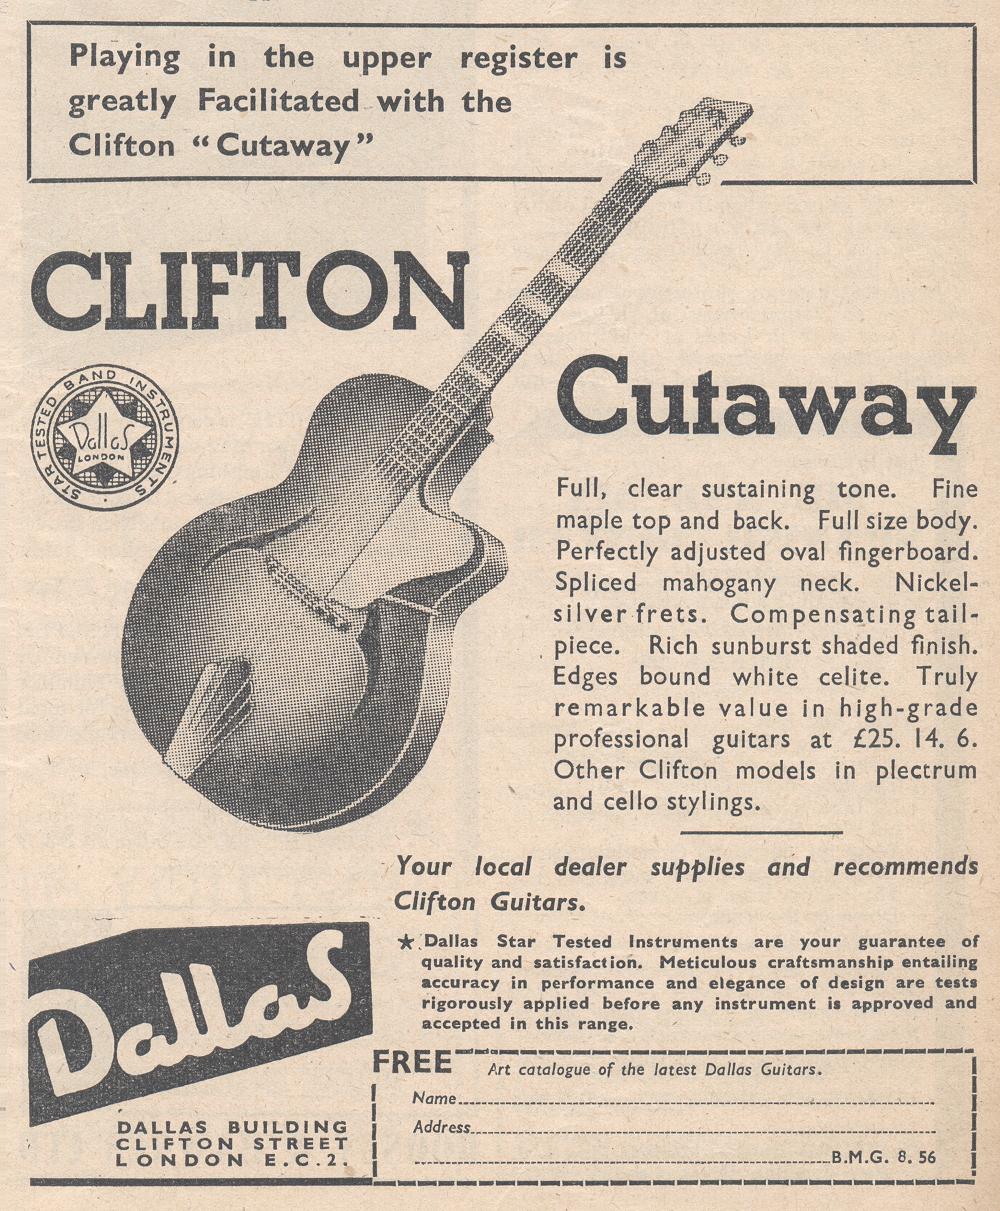 Playing in the upper register is
greatly Facilitated with the
Clifton "Cutaway"
CLIFTON
Cutaway
STAR TESTED BAND INSTRUMENTS
Dallas
LONDON
Full, clear sustaining tone. Fine
maple top and back. Full size body.
Perfectly adjusted oval fingerboard.
Spliced mahogany neck. Nickel-
silver frets. Compensating tail-
piece. Rich sunburst shaded finish.
Edges bound white celite. Truly
remarkable value in high-grade
professional guitars at £25. 14. 6.
Other Clifton models in plectrum
and cello stylings.
Your local dealer supplies and recommends
Clifton Guitars.
★ Dallas Star Tested Instruments are your guarantee of
quality and satisfaction. Meticulous craftsmanship entailing
accuracy in performance and elegance of design are tests
rigorously applied before any instrument is approved and
accepted in this range.
Dallas
DALLAS BUILDING
CLIFTON STREET
LONDON E.C.2.
FREE Art catalogue of the latest Dallas Guitars.
Name
Address
B.M.G. 8. 56